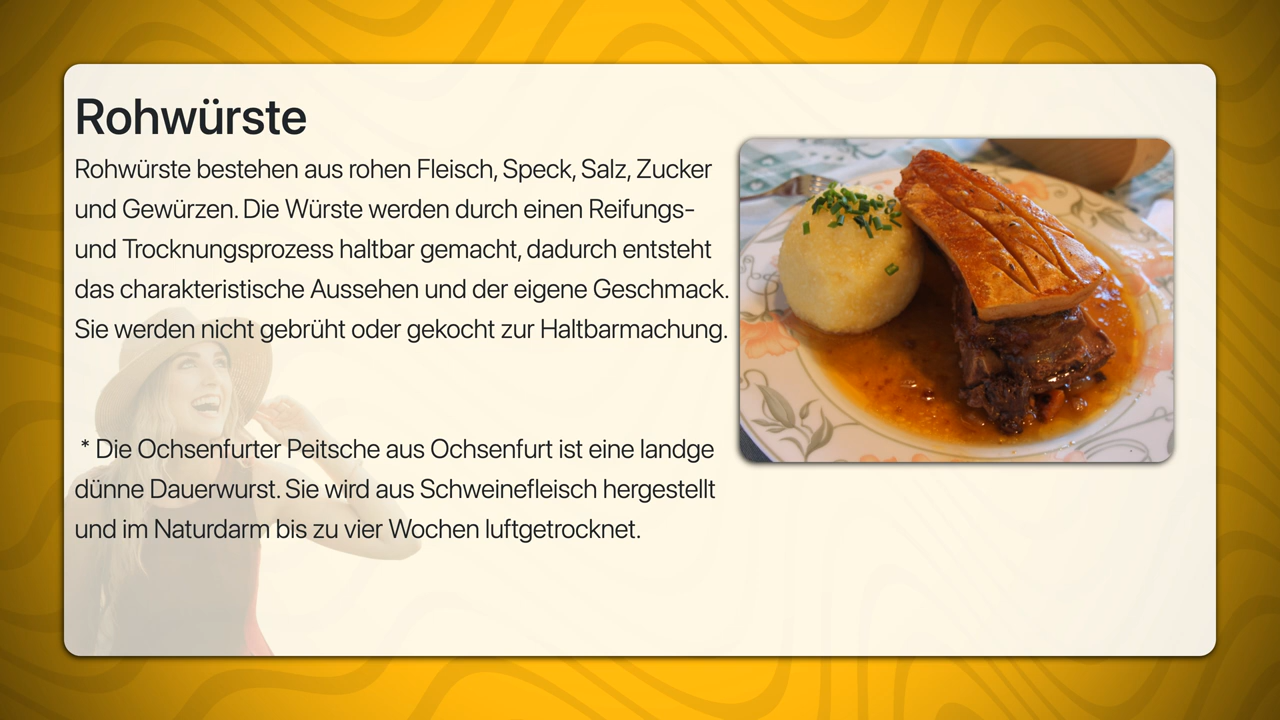 Rohwürste
Rohwürste bestehen aus rohen Fleisch, Speck, Salz, Zucker
und Gewürzen. Die Würste werden durch einen Reifungs-
und Trocknungsprozess haltbar gemacht, dadurch entsteht
das charakteristische Aussehen und der eigene Geschmack.
Sie werden nicht gebrüht oder gekocht zur Haltbarmachung.
* Die Ochsenfurter Peitsche aus Ochsenfurt ist eine landge
dünne Dauerwurst. Sie wird aus Schweinefleisch hergestellt
und im Naturdarm bis zu vier Wochen luftgetrocknet.